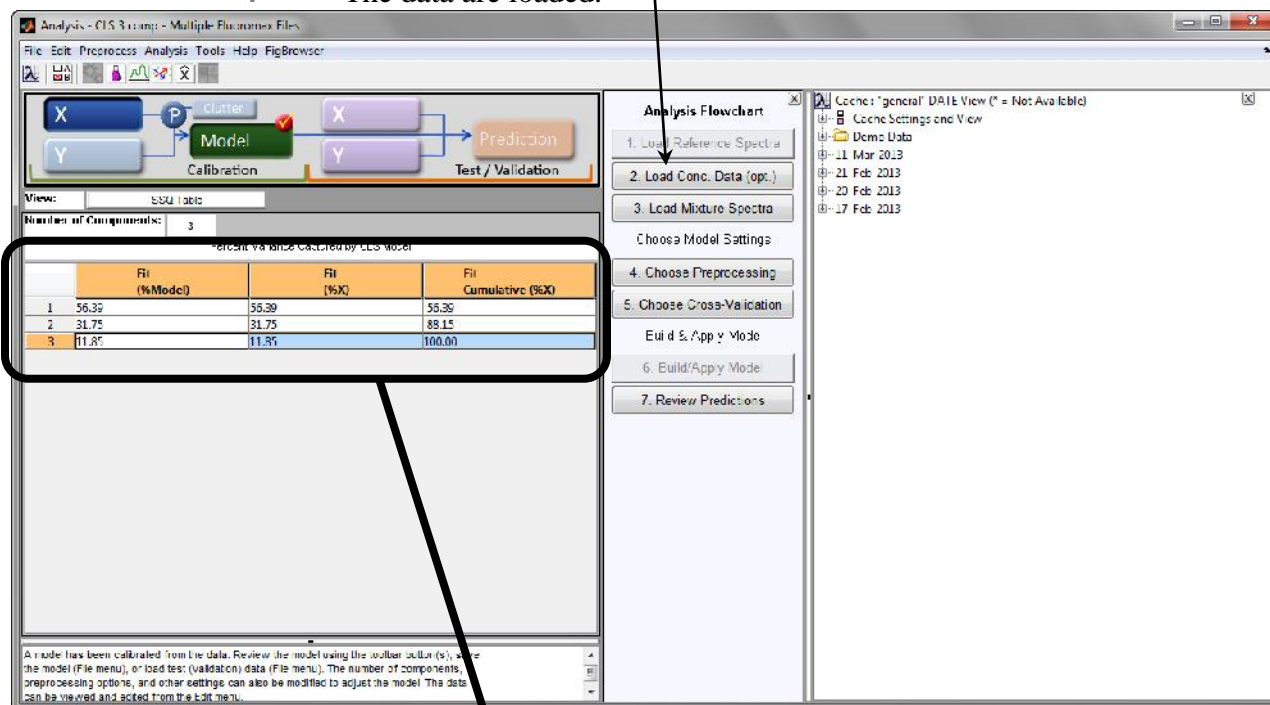 The data are loaded.
Analysis - CLS 3 comp - Multiple Fluoromax Files
File Edit Preprocess Analysis Tools Help FigBrowser
X
P
Clutter
Model
Y
Calibration
X
Y
Prediction
Test / Validation
View:
SSQ Table
Number of Components:
3
Percent Variance Captured by CLS Model
Fit Fit Fit
(%Model) (%X) Cumulative (%X)
1 56.39 56.39 56.39
2 31.75 31.75 88.15
3 11.85 11.85 100.00
A model has been calibrated from the data. Review the model using the toolbar button(s), save
the model (File menu), or load test (validation) data (File menu). The number of components,
preprocessing options, and other settings can also be modified to adjust the model. The data
can be viewed and edited from the Edit menu.
Analysis Flowchart
1. Load Reference Spectra
2. Load Conc. Data (opt.)
3. Load Mixture Spectra
Choose Model Settings
4. Choose Preprocessing
5. Choose Cross-Validation
Build & Apply Model
6. Build/Apply Model
7. Review Predictions
Cache: "general" DATE View (* = Not Available)
Cache Settings and View
Demo Data
11 Mar 2013
21 Feb 2013
20 Feb 2013
17 Feb 2013